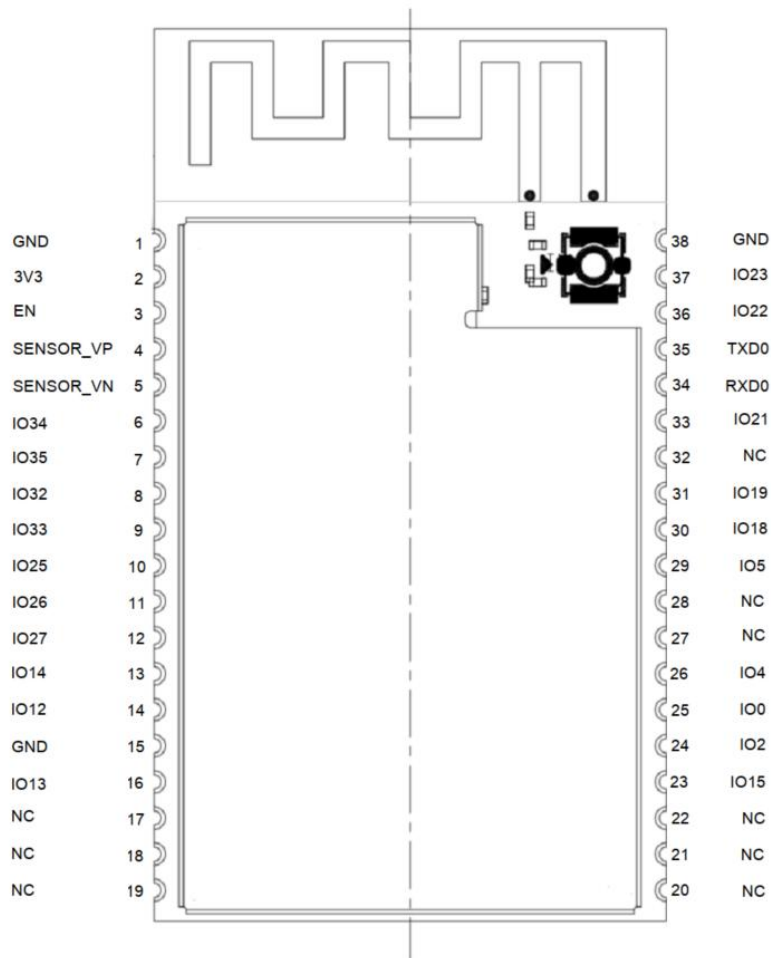 GND 1 38 GND
3V3 2 37 IO23
EN 3 36 IO22
SENSOR_VP 4 35 TXD0
SENSOR_VN 5 34 RXD0
IO34 6 33 IO21
IO35 7 32 NC
IO32 8 31 IO19
IO33 9 30 IO18
IO25 10 29 IO5
IO26 11 28 NC
IO27 12 27 NC
IO14 13 26 IO4
IO12 14 25 IO0
GND 15 24 IO2
IO13 16 23 IO15
NC 17 22 NC
NC 18 21 NC
NC 19 20 NC